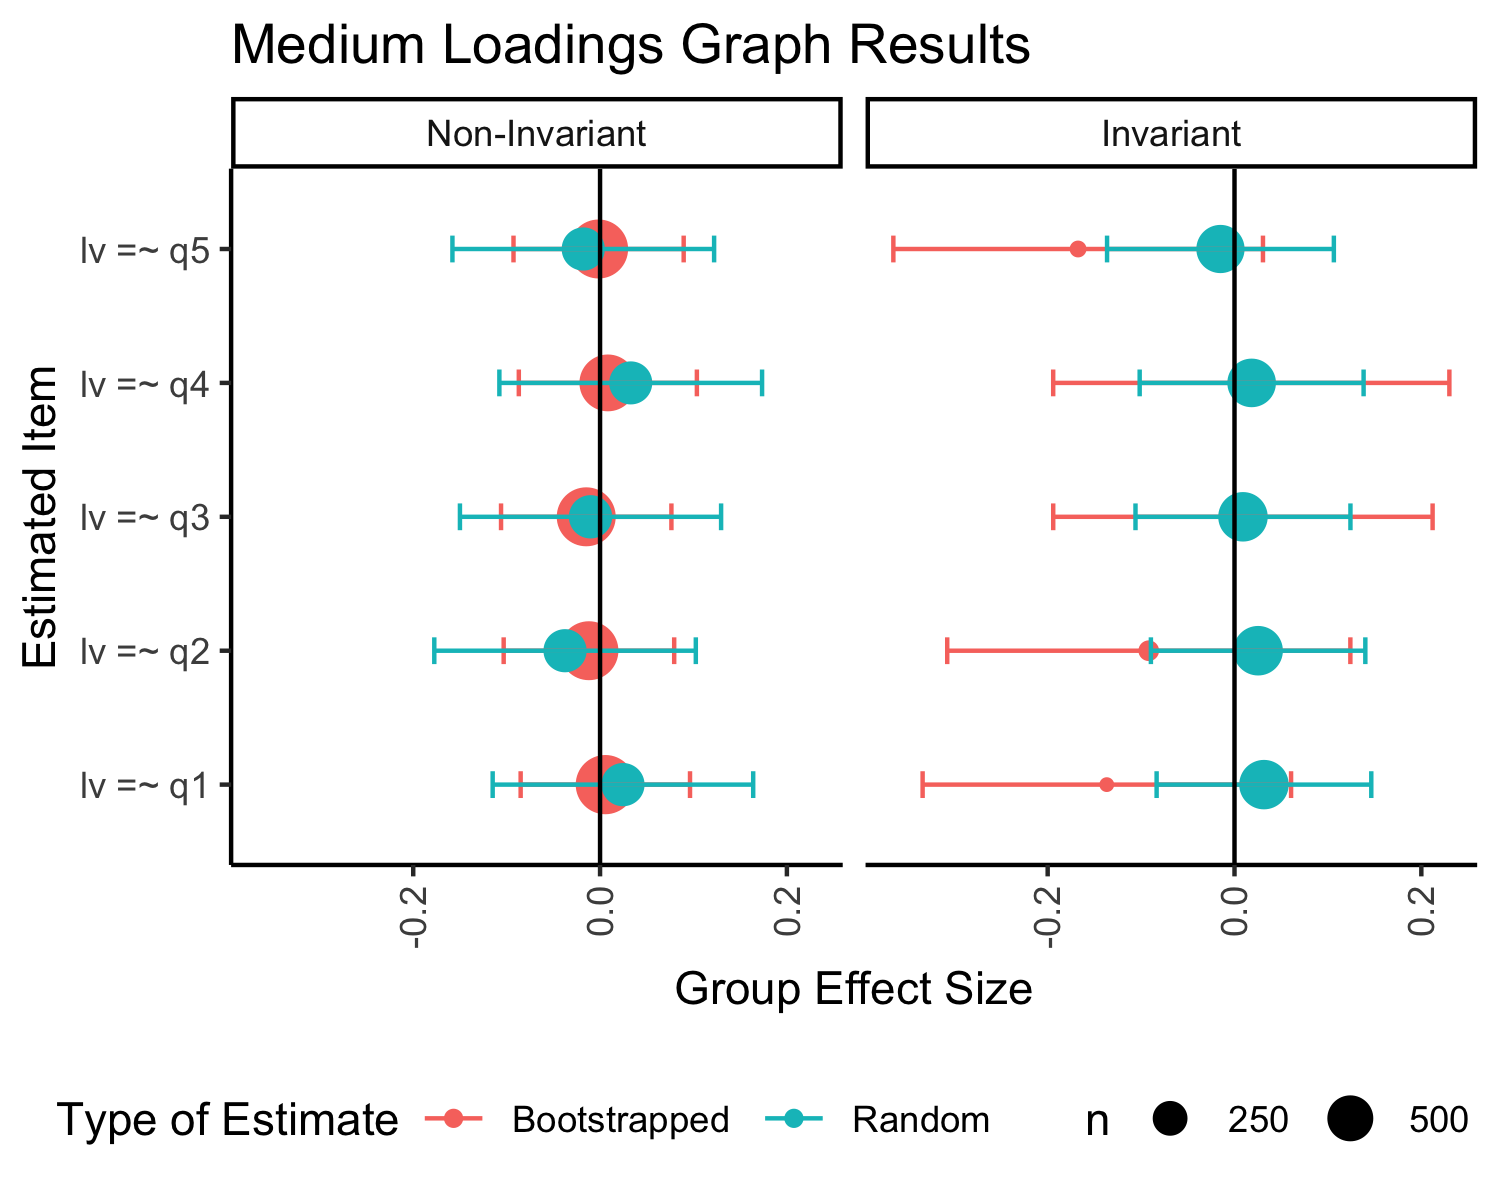 Medium Loadings Graph Results
Non-Invariant
Invariant
Estimated Item
lv =~ q5
lv =~ q4
lv =~ q3
lv =~ q2
lv =~ q1
-0.2
0.0
0.2
-0.2
0.0
0.2
Group Effect Size
Type of Estimate Bootstrapped Random n 250 500